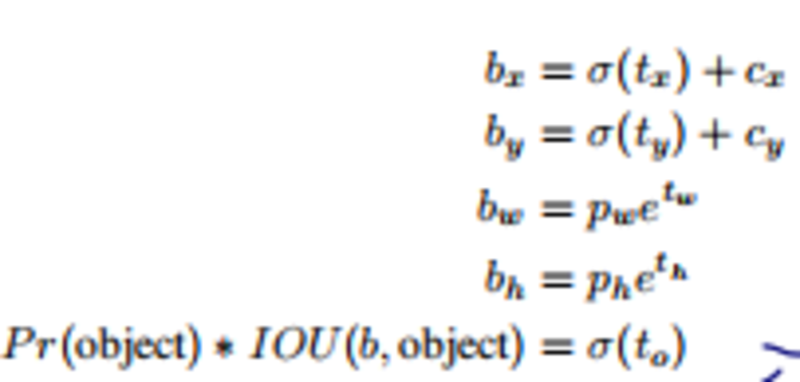 b_x = σ(t_x) + c_x
b_y = σ(t_y) + c_y
b_w = p_w e^{t_w}
b_h = p_h e^{t_h}
Pr(object) * IOU(b, object) = σ(t_o)